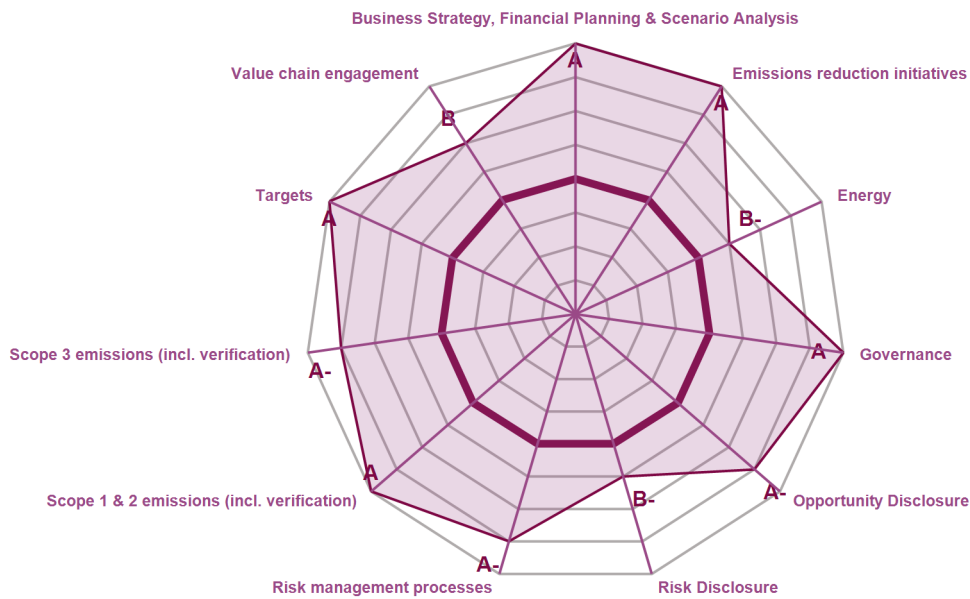 Business Strategy, Financial Planning & Scenario Analysis
A
Emissions reduction initiatives
A
Value chain engagement
B
Energy
B-
Targets
A
Governance
A
Scope 3 emissions (incl. verification)
A-
Opportunity Disclosure
A-
Scope 1 & 2 emissions (incl. verification)
A
Risk Disclosure
B-
Risk management processes
A-